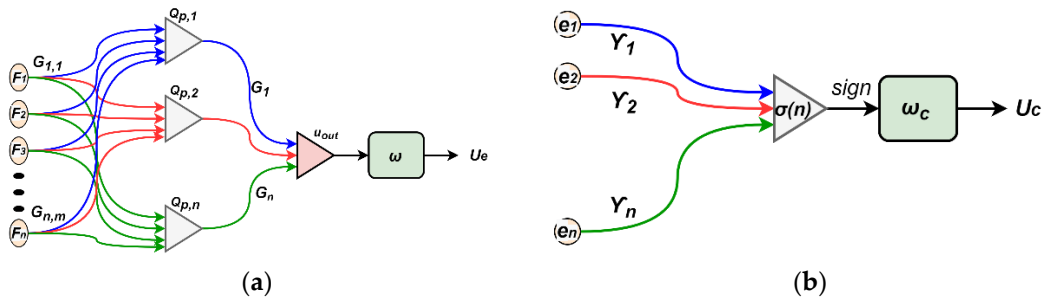 Qp,1
G1,1
F1
F2
F3
Gn,m
Fn
Qp,2
Qp,n
G1
Gn
uout
ω
Ue
(a)
e1
ϒ1
e2
ϒ2
en
ϒn
σ(n)
sign
ωc
Uc
(b)